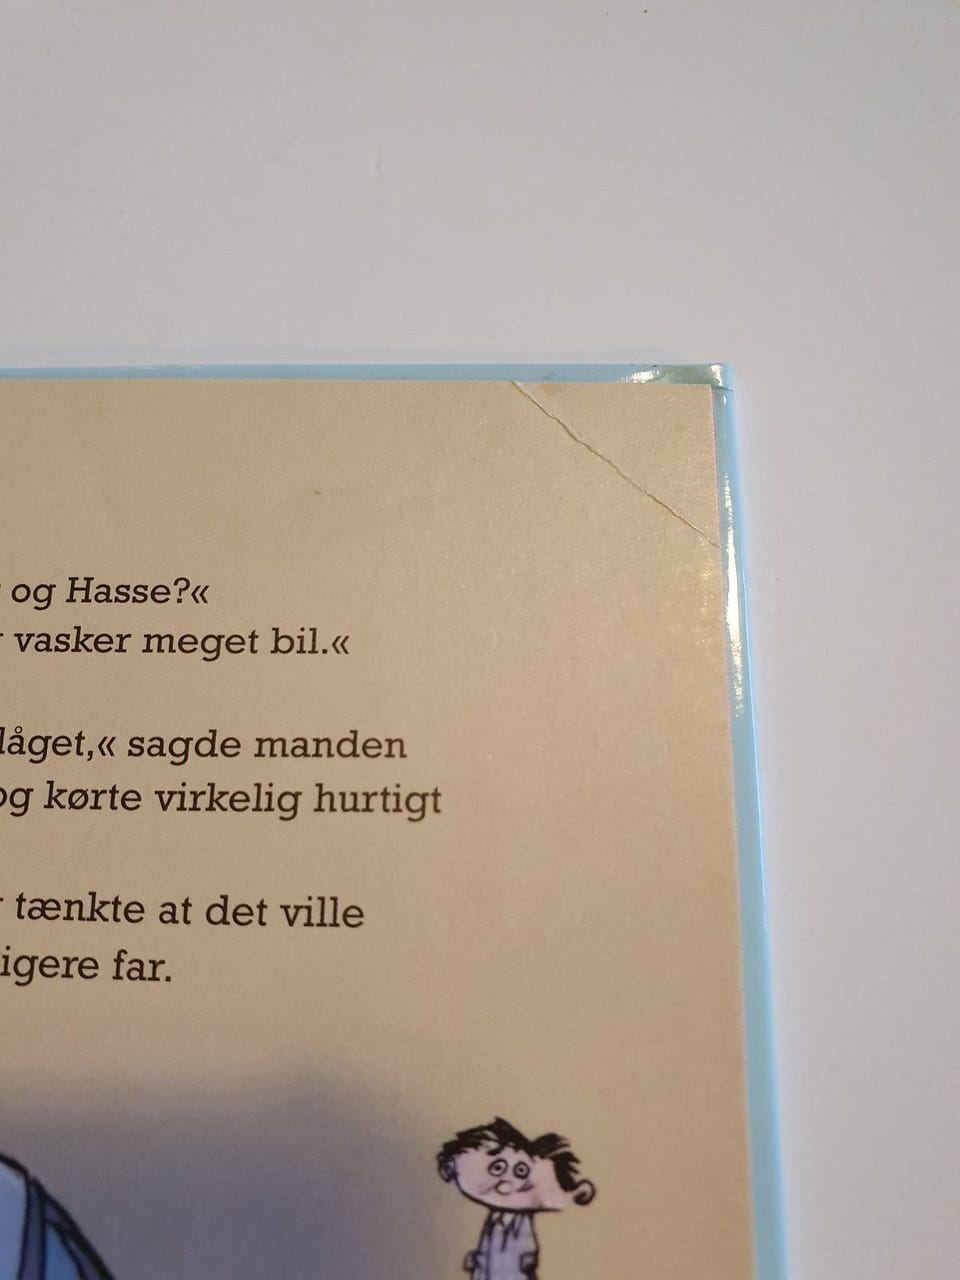 og Hasse?«
vasker meget bil.«
låget,« sagde manden
og kørte virkelig hurtigt
tænkte at det ville
igere far.